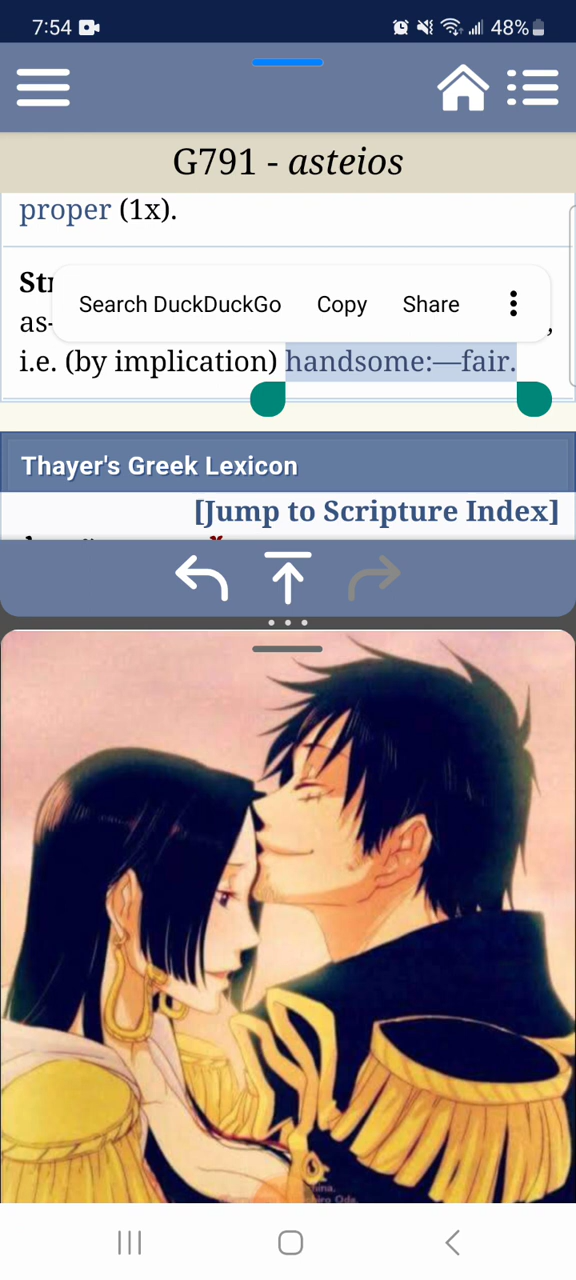 7:54
48%
G791 - asteios
proper (1x).
Search DuckDuckGo Copy Share
as-
,
i.e. (by implication) handsome:—fair.
Thayer's Greek Lexicon
[Jump to Scripture Index]